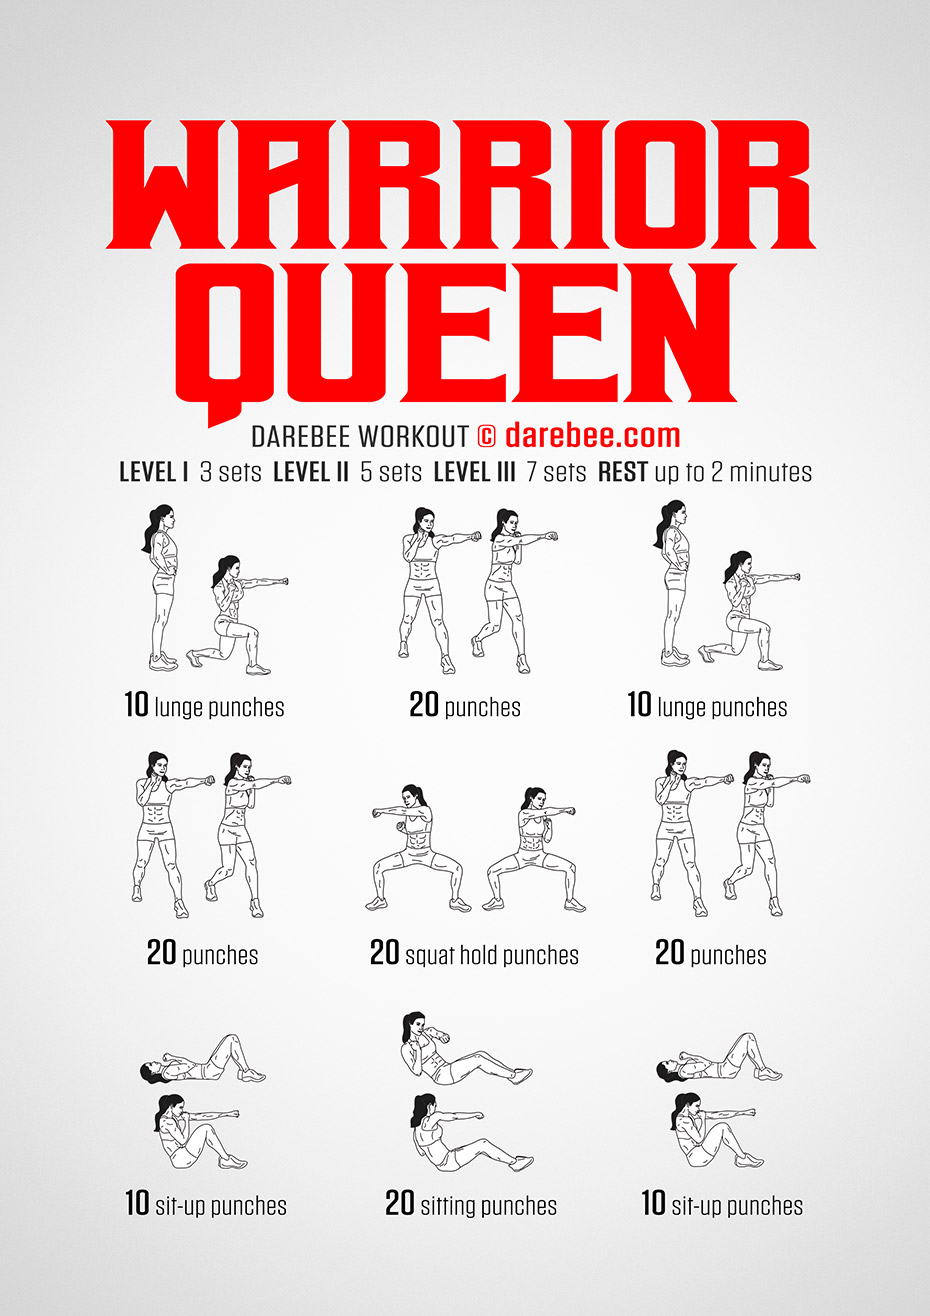 WARRIOR
QUEEN
DAREBEE WORKOUT © darebee.com
LEVEL I 3 sets LEVEL II 5 sets LEVEL III 7 sets REST up to 2 minutes
10 lunge punches
20 punches
10 lunge punches
20 punches
20 squat hold punches
20 punches
10 sit-up punches
20 sitting punches
10 sit-up punches